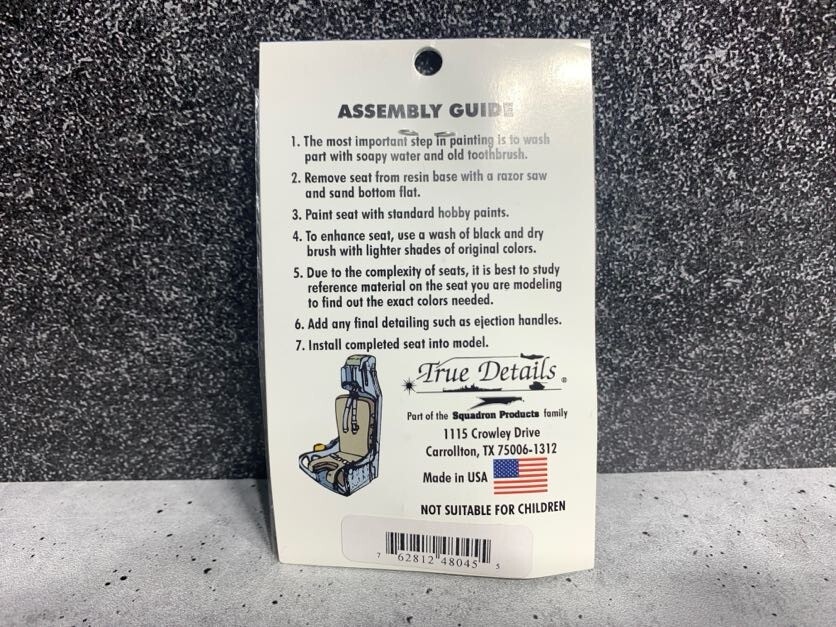 ASSEMBLY GUIDE
1. The most important step in painting is to wash
part with soapy water and old toothbrush.
2. Remove seat from resin base with a razor saw
and sand bottom flat.
3. Paint seat with standard hobby paints.
4. To enhance seat, use a wash of black and dry
brush with lighter shades of original colors.
5. Due to the complexity of seats, it is best to study
reference material on the seat you are modeling
to find out the exact colors needed.
6. Add any final detailing such as ejection handles.
7. Install completed seat into model.
True Details®
Part of the Squadron Products family
1115 Crowley Drive
Carrollton, TX 75006-1312
Made in USA
NOT SUITABLE FOR CHILDREN
7 62812 48045 5